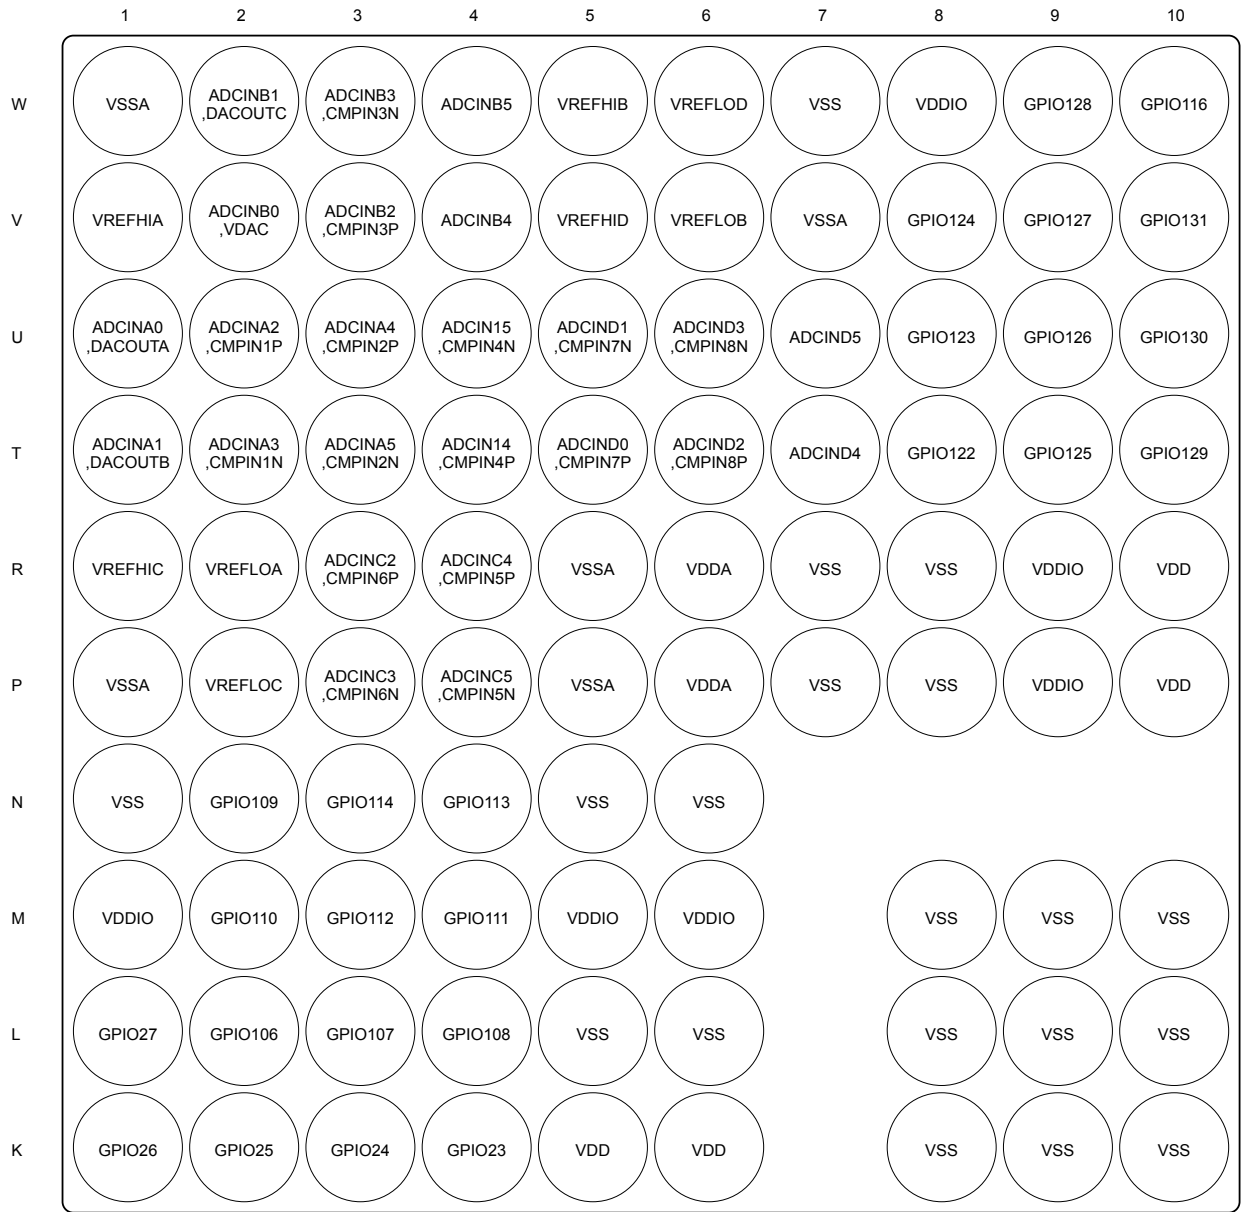 1 2 3 4 5 6 7 8 9 10
W VSSA ADCINB1 ,DACOUTC ADCINB3 ,CMPIN3N ADCINB5 VREFHIB VREFLOD VSS VDDIO GPIO128 GPIO116
V VREFHIA ADCINB0 ,VDAC ADCINB2 ,CMPIN3P ADCINB4 VREFHID VREFLOB VSSA GPIO124 GPIO127 GPIO131
U ADCINA0 ,DACOUTA ADCINA2 ,CMPIN1P ADCINA4 ,CMPIN2P ADCIN15 ,CMPIN4N ADCIND1 ,CMPIN7N ADCIND3 ,CMPIN8N ADCIND5 GPIO123 GPIO126 GPIO130
T ADCINA1 ,DACOUTB ADCINA3 ,CMPIN1N ADCINA5 ,CMPIN2N ADCIN14 ,CMPIN4P ADCIND0 ,CMPIN7P ADCIND2 ,CMPIN8P ADCIND4 GPIO122 GPIO125 GPIO129
R VREFHIC VREFLOA ADCINC2 ,CMPIN6P ADCINC4 ,CMPIN5P VSSA VDDA VSS VSS VDDIO VDD
P VSSA VREFLOC ADCINC3 ,CMPIN6N ADCINC5 ,CMPIN5N VSSA VDDA VSS VSS VDDIO VDD
N VSS GPIO109 GPIO114 GPIO113 VSS VSS
M VDDIO GPIO110 GPIO112 GPIO111 VDDIO VDDIO VSS VSS VSS
L GPIO27 GPIO106 GPIO107 GPIO108 VSS VSS VSS VSS VSS
K GPIO26 GPIO25 GPIO24 GPIO23 VDD VDD VSS VSS VSS